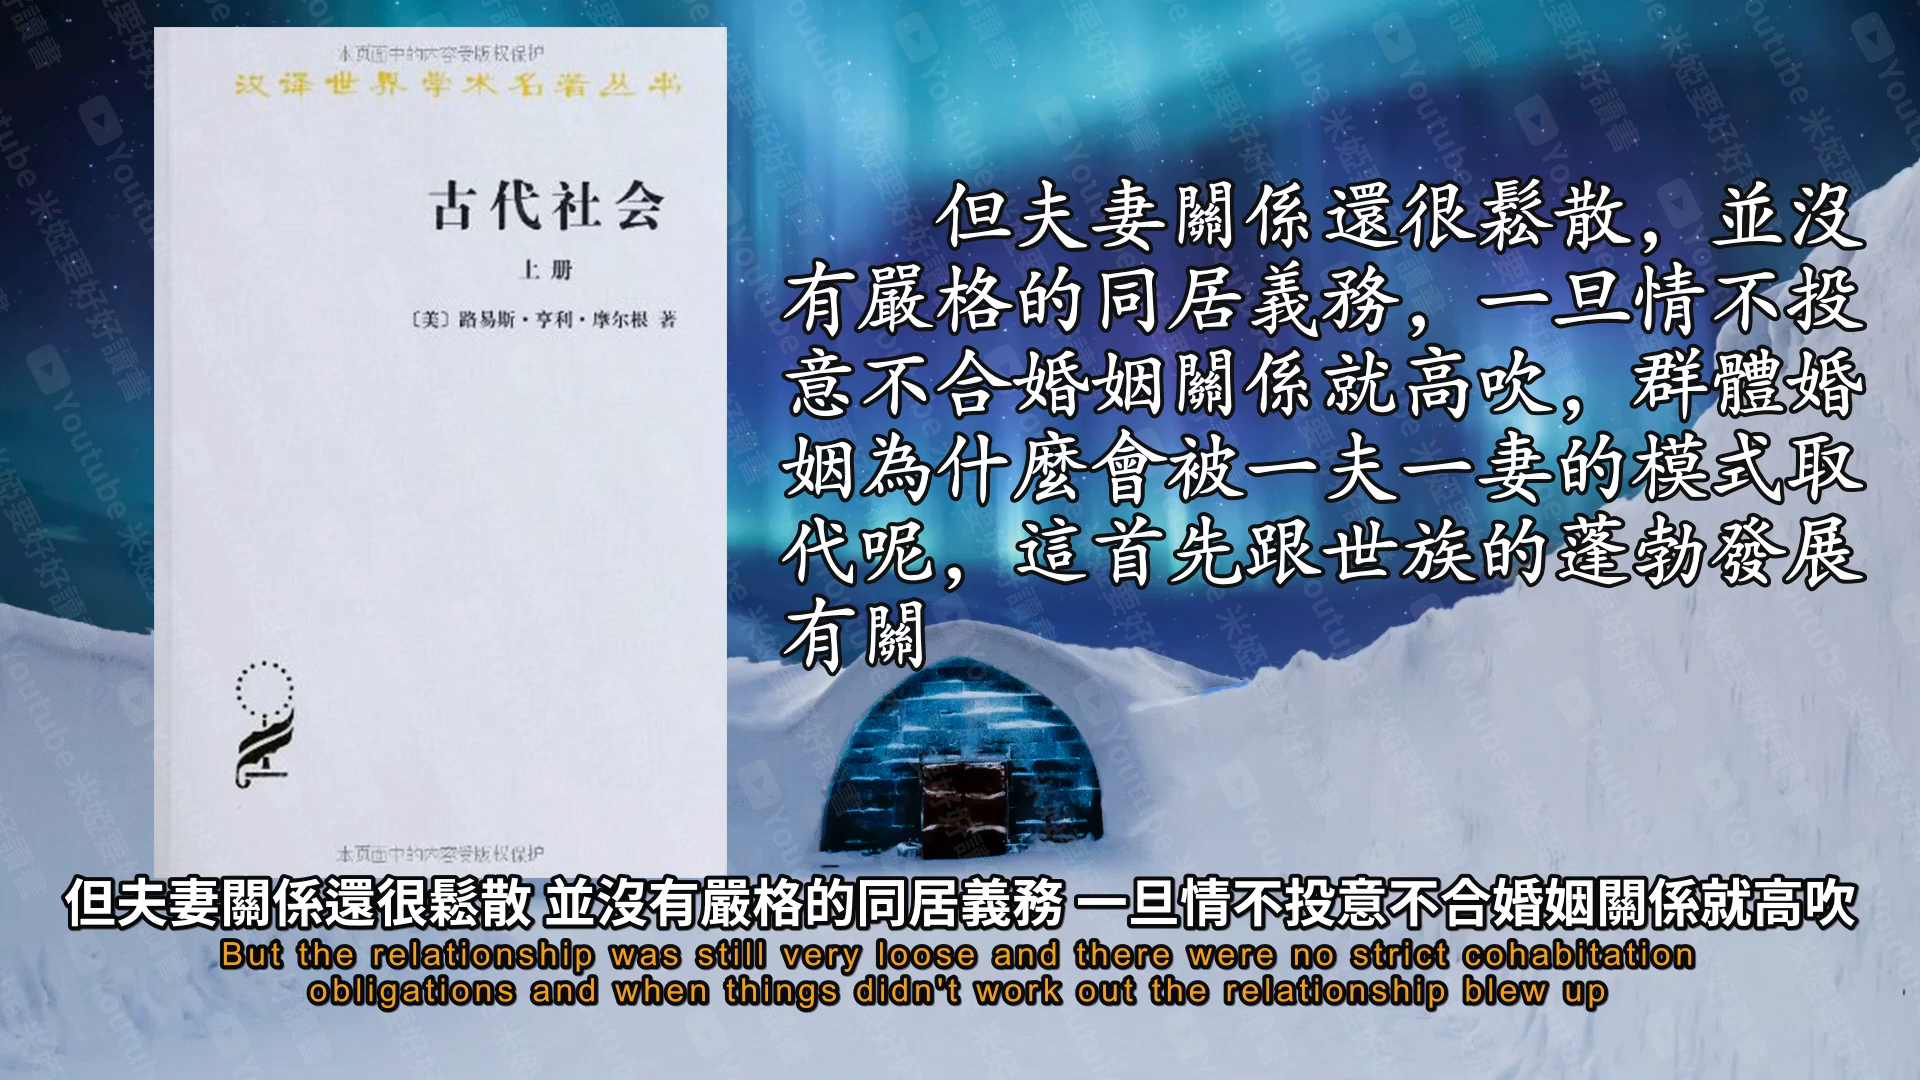 本页面中的内容受版权保护
汉译世界学术名著丛书
古代社会
上册
〔美〕路易斯·亨利·摩尔根 著
本页面中的内容受版权保护
但夫妻關係還很鬆散，並沒
有嚴格的同居義務，一旦情不投
意不合婚姻關係就高吹，群體婚
姻為什麼會被一夫一妻的模式取
代呢，這首先跟世族的蓬勃發展
有關
但夫妻關係還很鬆散 並沒有嚴格的同居義務 一旦情不投意不合婚姻關係就高吹
But the relationship was still very loose and there were no strict cohabitation
obligations and when things didn't work out the relationship blew up
Youtube 米婭要好好讀書